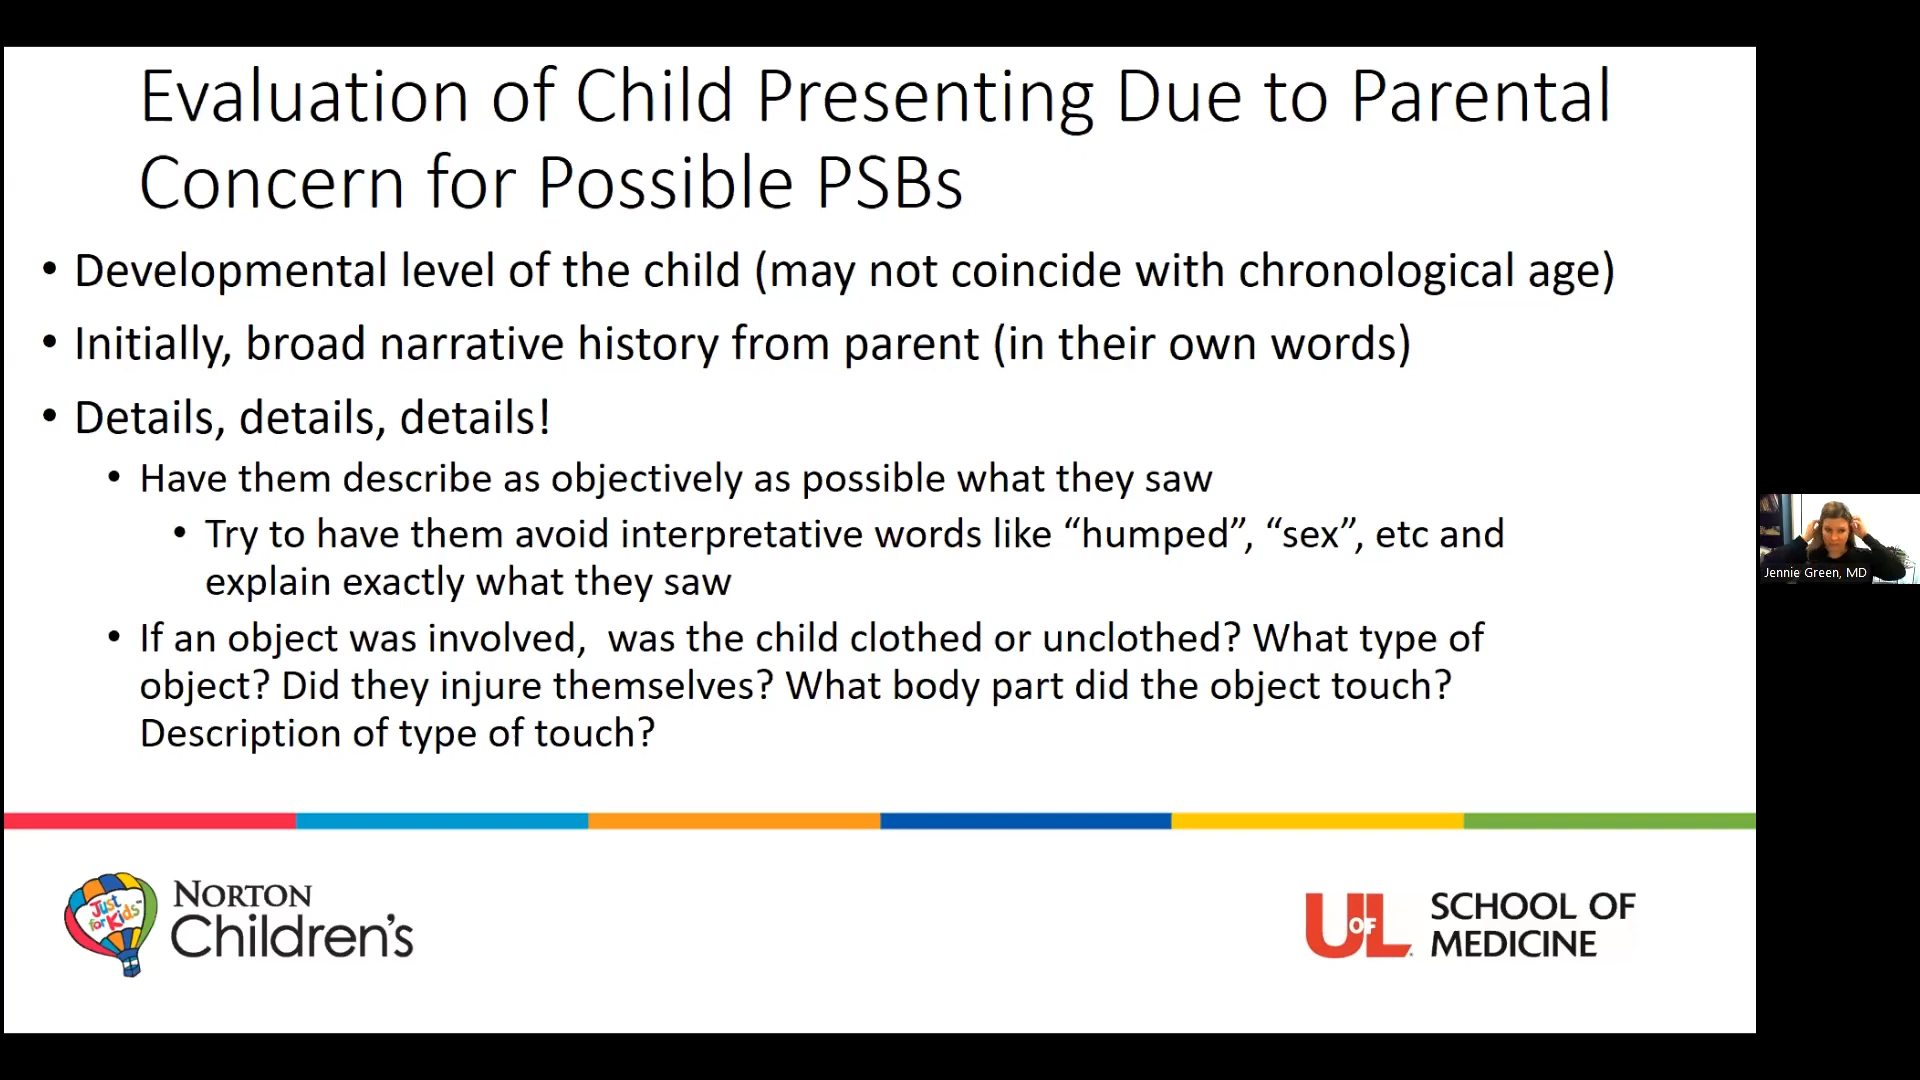 Evaluation of Child Presenting Due to Parental
Concern for Possible PSBs
• Developmental level of the child (may not coincide with chronological age)
• Initially, broad narrative history from parent (in their own words)
• Details, details, details!
• Have them describe as objectively as possible what they saw
• Try to have them avoid interpretative words like “humped”, “sex”, etc and
explain exactly what they saw
• If an object was involved,  was the child clothed or unclothed? What type of
object? Did they injure themselves? What body part did the object touch?
Description of type of touch?
Jennie Green, MD
Just
for Kids™
NORTON
Children's
UOFL
SCHOOL OF
MEDICINE